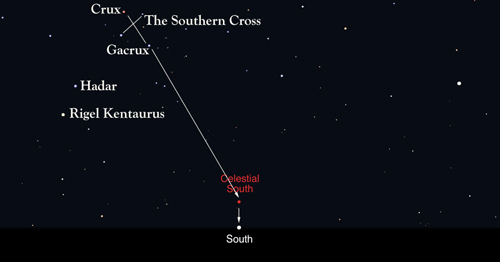 Crux
The Southern Cross
Gacrux
Hadar
Rigel Kentaurus
Celestial
South
South